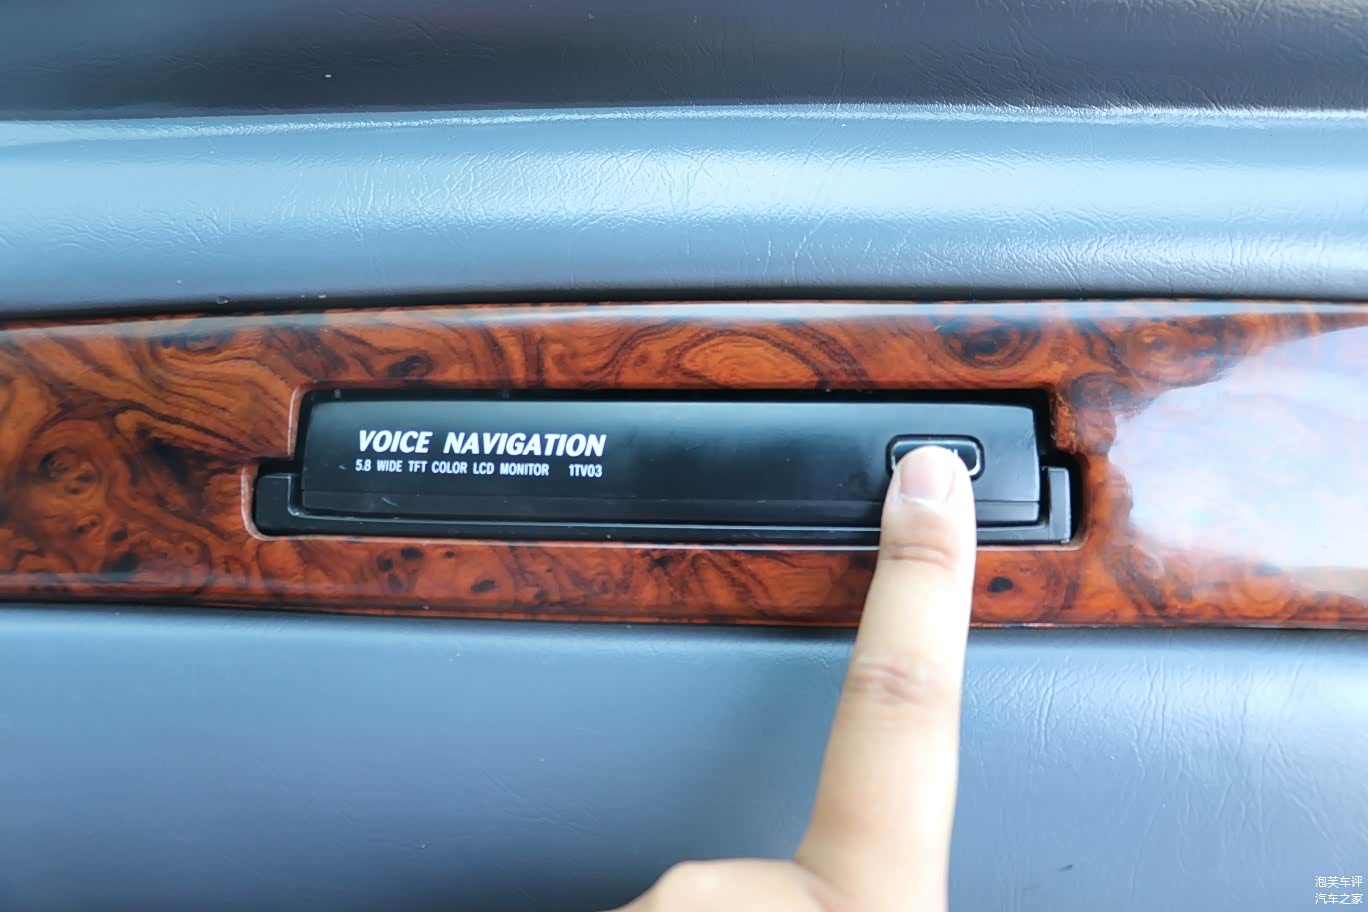 VOICE NAVIGATION
5.8 WIDE TFT COLOR LCD MONITOR 1TV03
泡芙车评
汽车之家